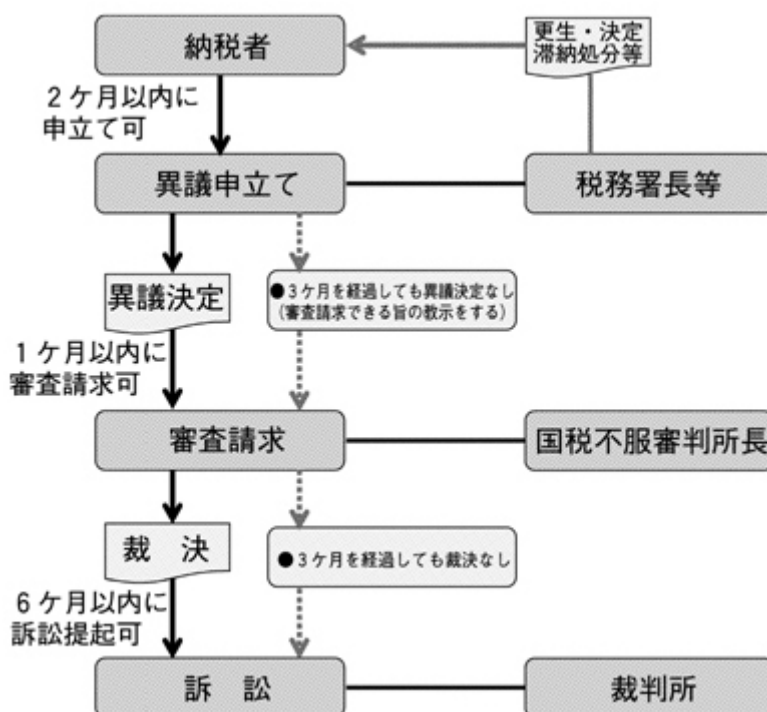 納税者
更生・決定
滞納処分等
2ケ月以内に
申立て可
異議申立て
税務署長等
異議決定
●3ケ月を経過しても異議決定なし
(審査請求できる旨の教示をする)
1ケ月以内に
審査請求可
審査請求
国税不服審判所長
裁　決
●3ケ月を経過しても裁決なし
6ケ月以内に
訴訟提起可
訴　訟
裁判所